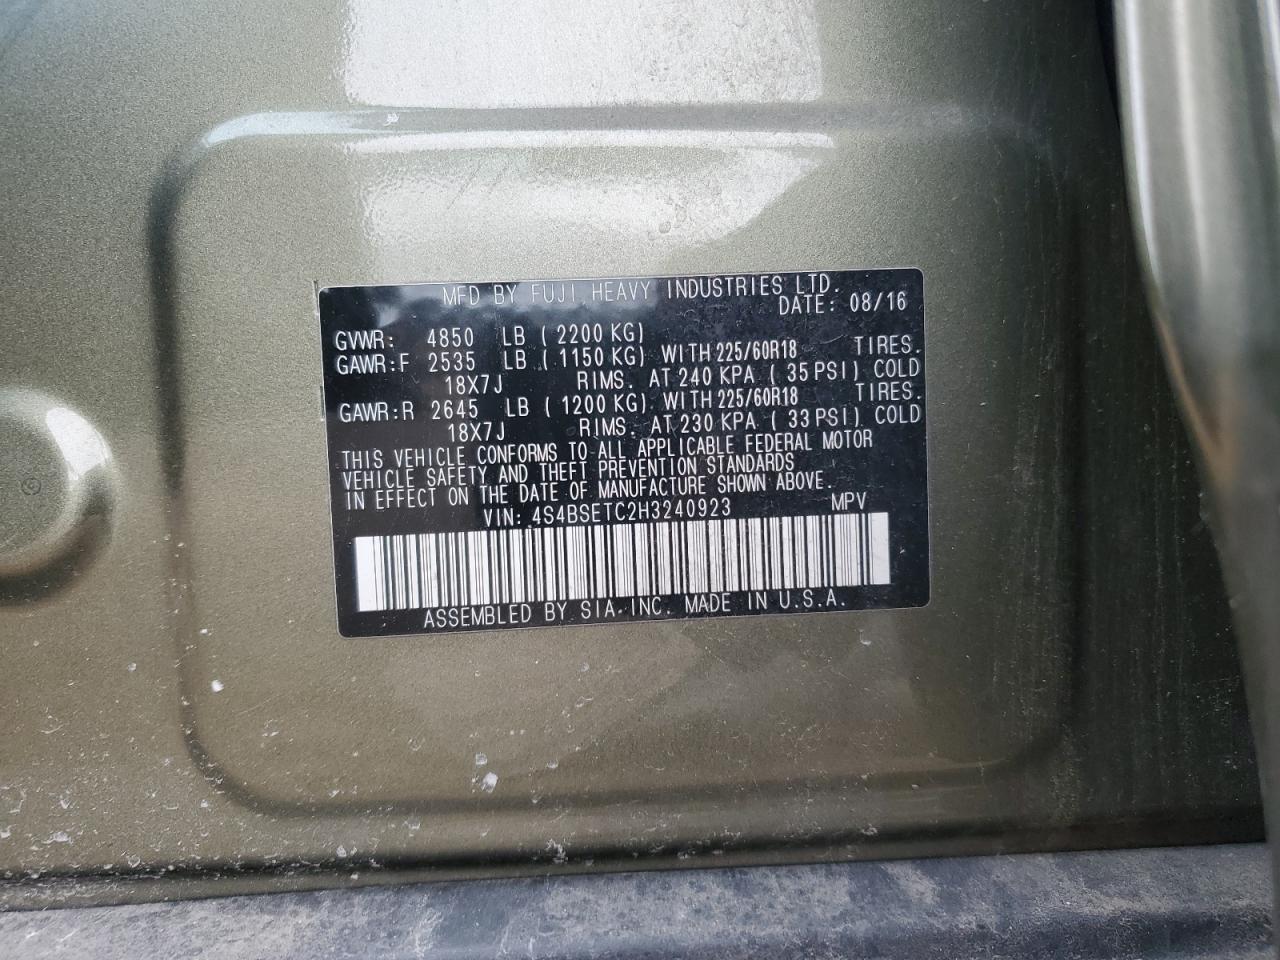 MFD BY FUJI HEAVY INDUSTRIES LTD.
DATE: 08/16
GVWR: 4850 LB ( 2200 KG)
GAWR:F 2535 LB ( 1150 KG) WITH 225/60R18 TIRES.
18X7J RIMS. AT 240 KPA ( 35 PSI) COLD
GAWR:R 2645 LB ( 1200 KG) WITH 225/60R18 TIRES.
18X7J RIMS. AT 230 KPA ( 33 PSI) COLD
THIS VEHICLE CONFORMS TO ALL APPLICABLE FEDERAL MOTOR
VEHICLE SAFETY AND THEFT PREVENTION STANDARDS
IN EFFECT ON THE DATE OF MANUFACTURE SHOWN ABOVE.
VIN: 4S4BSETC2H3240923 MPV
ASSEMBLED BY SIA, INC. MADE IN U.S.A.